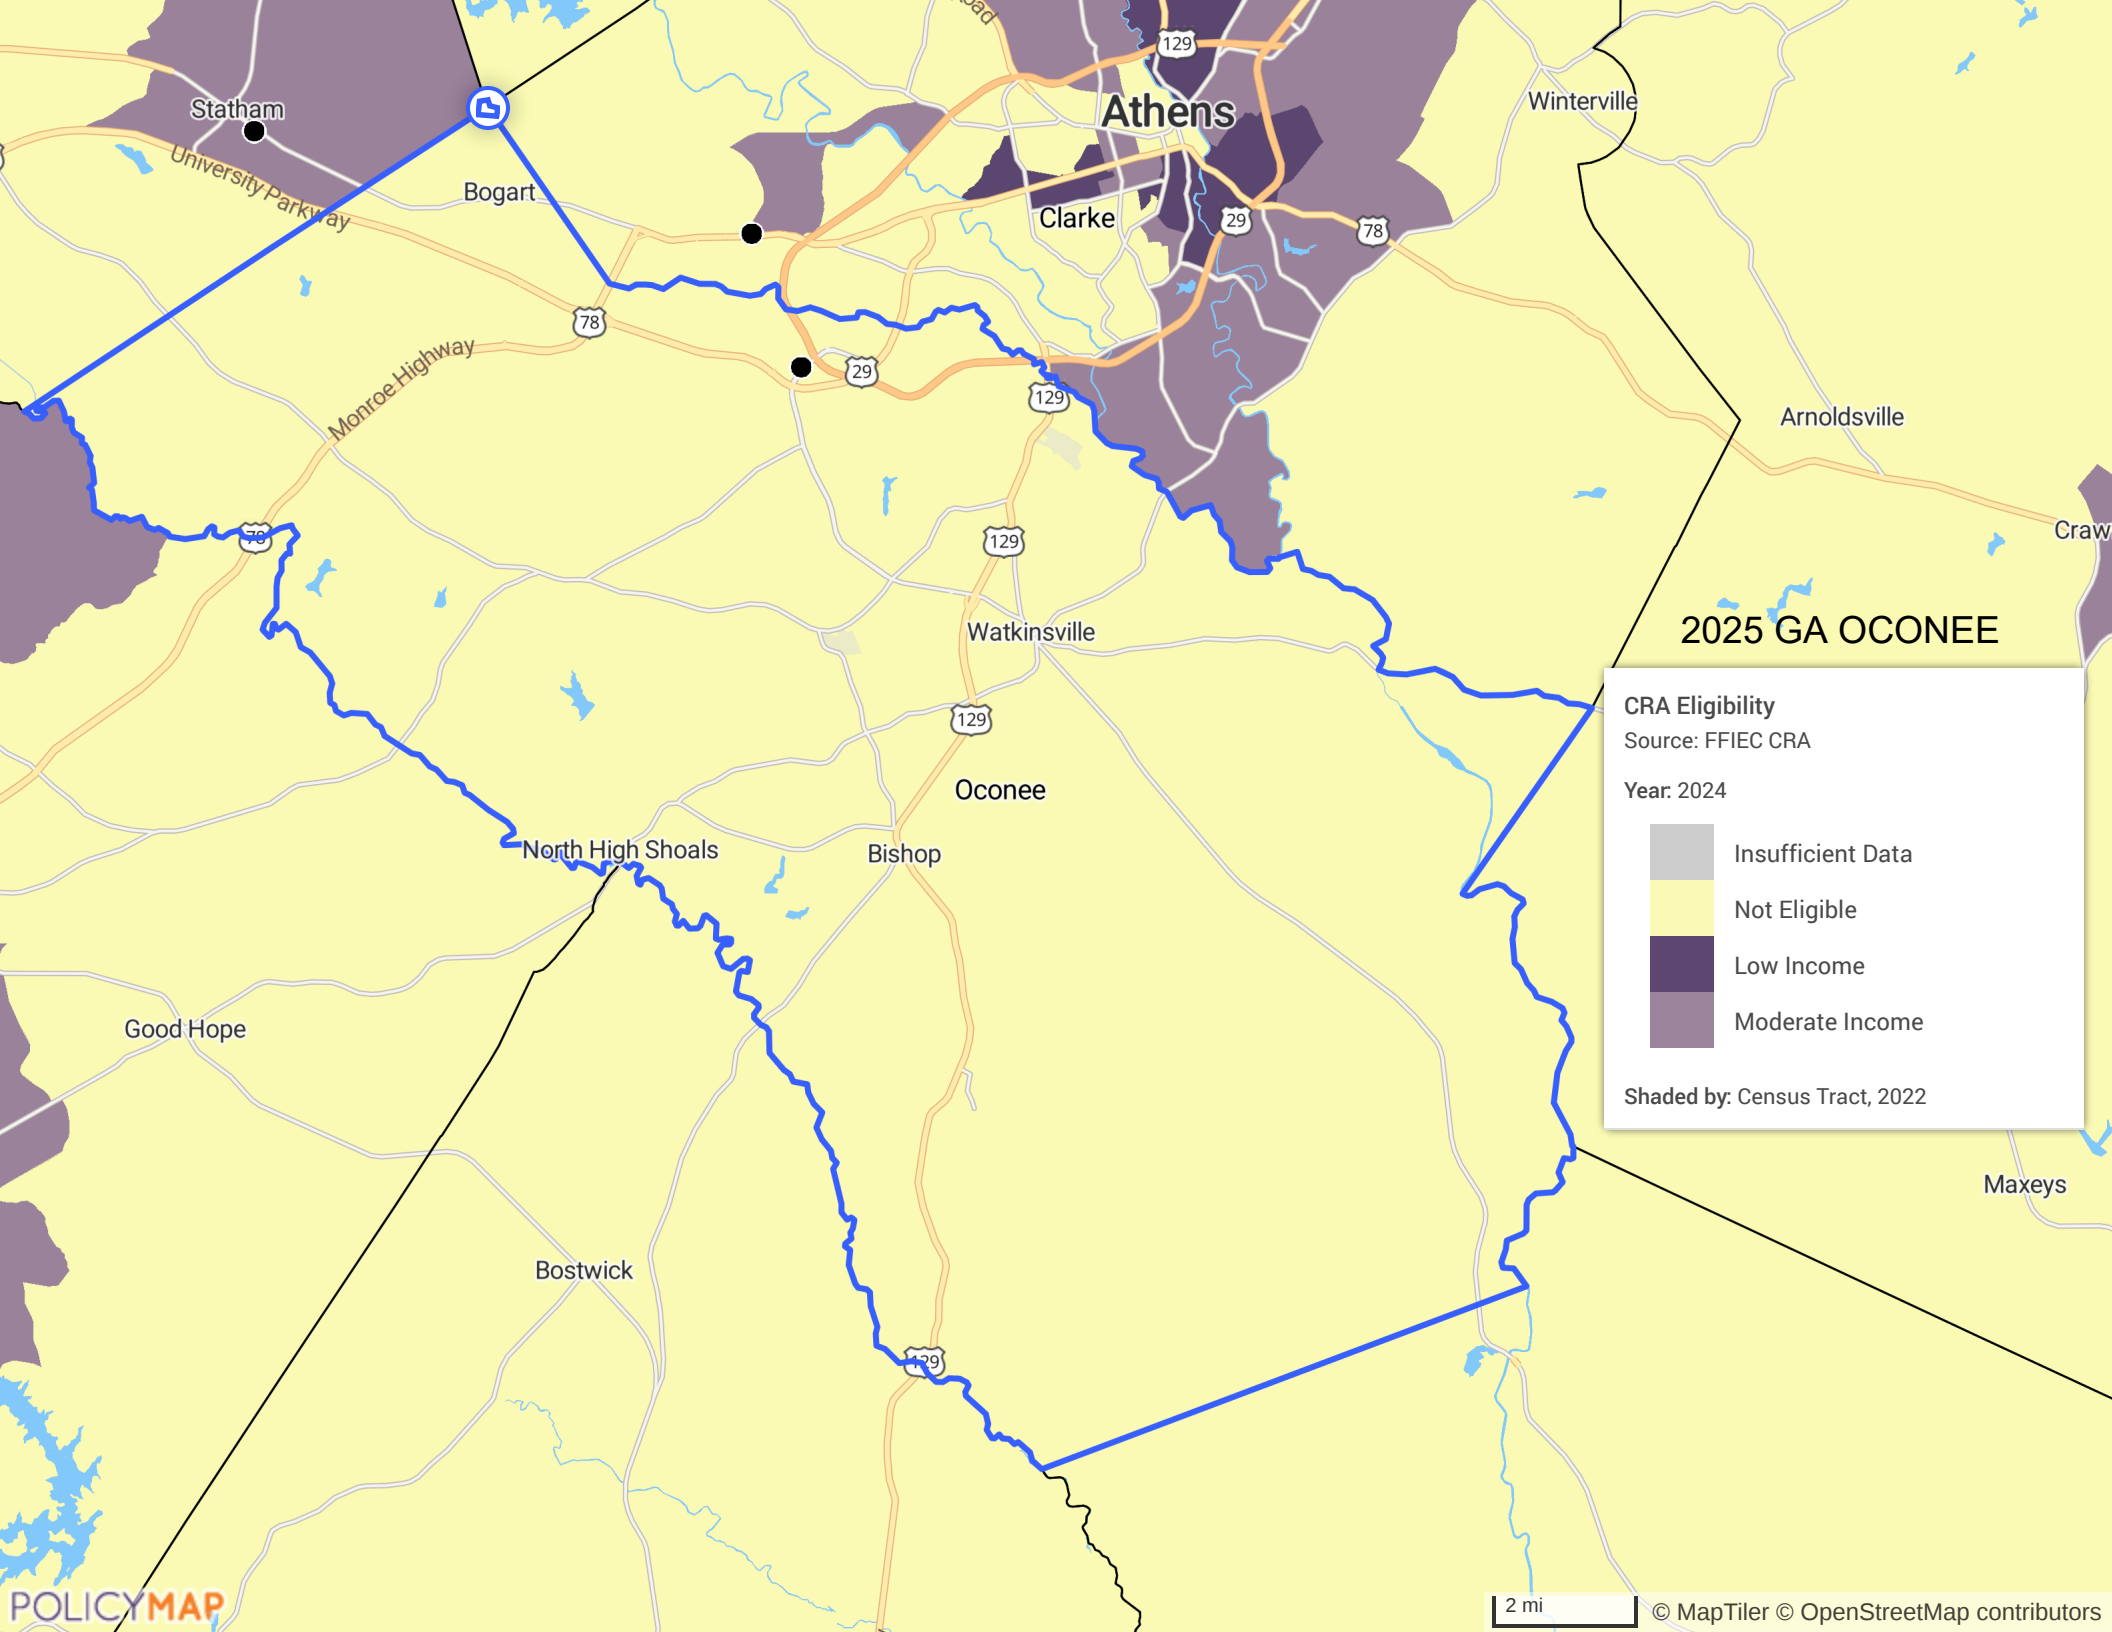 oad
129
Athens
Statham
Winterville
University Parkway
Bogart
Clarke
29
78
78
Monroe Highway
29
129
Arnoldsville
78
129
Craw
Watkinsville
2025 GA OCONEE
CRA Eligibility
Source: FFIEC CRA
129
Year: 2024
Oconee
Insufficient Data
North High Shoals
Bishop
Not Eligible
Low Income
Moderate Income
Good Hope
Shaded by: Census Tract, 2022
Maxeys
Bostwick
129
POLICYMAP
2 mi
© MapTiler © OpenStreetMap contributors